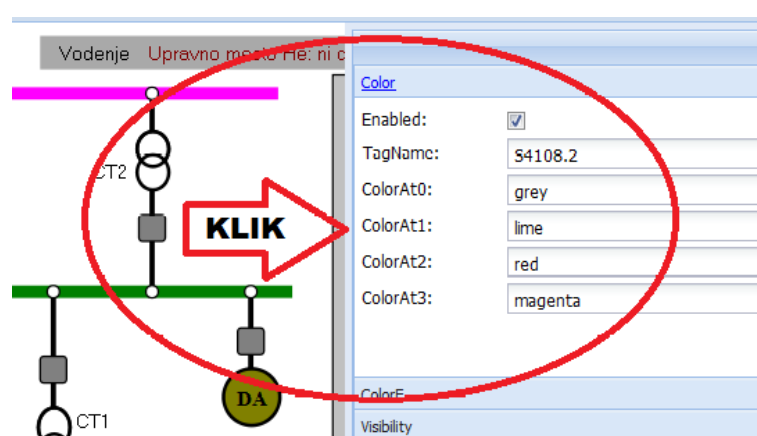 Vodenje Upravno mesto He: ni
Color
Enabled:
TagName: S4108.2
ColorAt0: grey
ColorAt1: lime
ColorAt2: red
ColorAt3: magenta
CT2
KLIK
DA
CT1
ColorE
Visibility